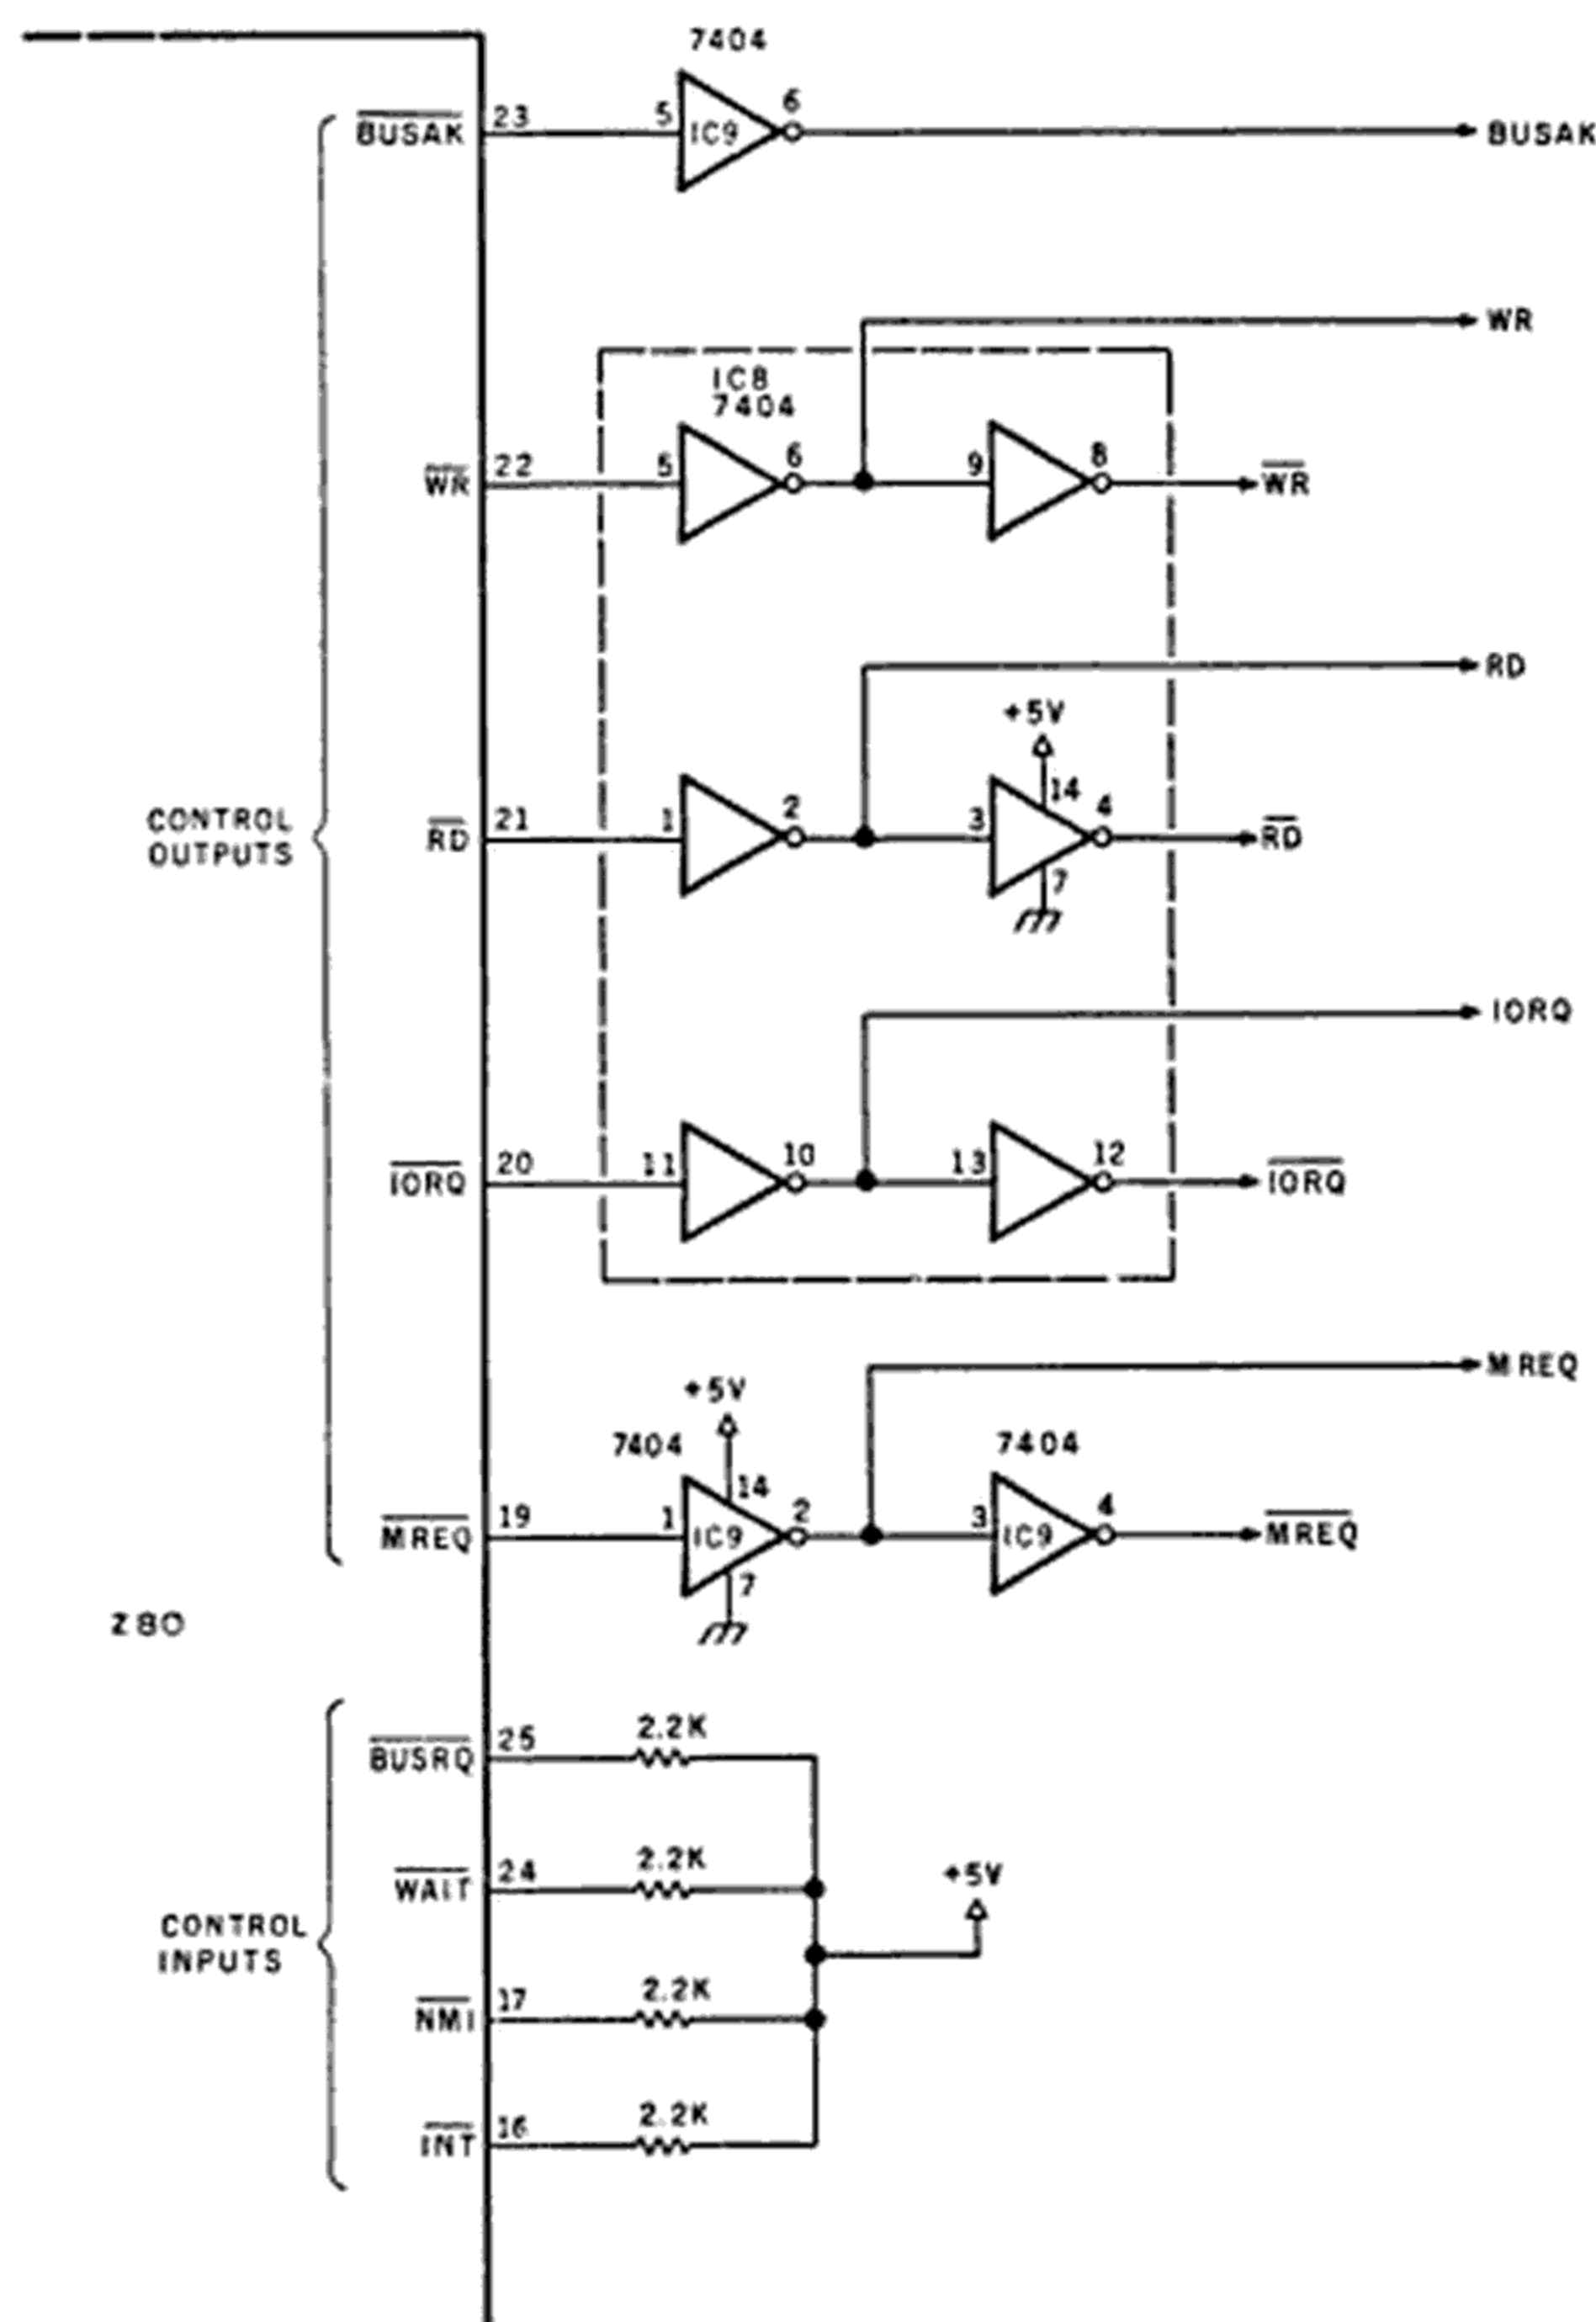 7404
BUSAK 23 5 IC9 6 BUSAK
WR
IC8
7404
WR 22 5 6 9 8 WR
RD
+5V
14
CONTROL
OUTPUTS
RD 21 1 2 3 4 RD
7
IORQ
IORQ 20 11 10 13 12 IORQ
MREQ
+5V
7404 7404
14
MREQ 19 1 IC9 2 3 IC9 4 MREQ
7
Z80
BUSRQ 25 2.2K
WAIT 24 2.2K
+5V
CONTROL
INPUTS
NMI 17 2.2K
INT 16 2.2K